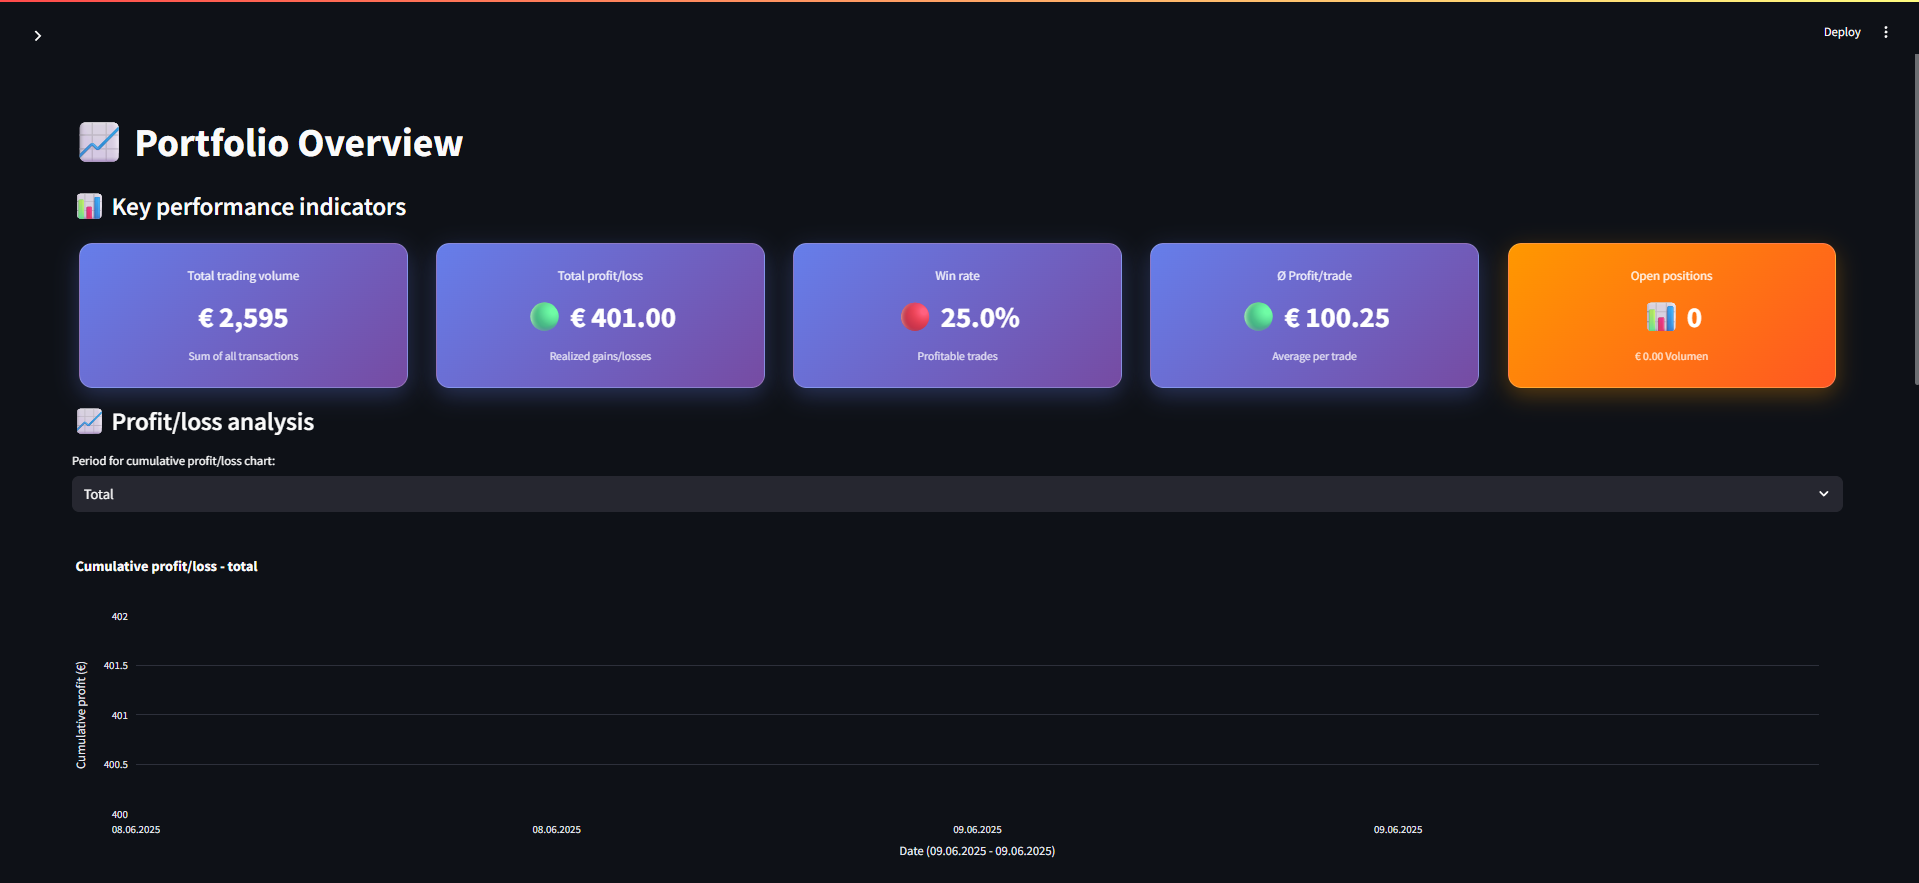 Deploy
Portfolio Overview
Key performance indicators
Total trading volume
€ 2,595
Sum of all transactions
Total profit/loss
€ 401.00
Realized gains/losses
Win rate
25.0%
Profitable trades
Ø Profit/trade
€ 100.25
Average per trade
Open positions
0
€ 0.00 Volumen
Profit/loss analysis
Period for cumulative profit/loss chart:
Total
Cumulative profit/loss - total
Cumulative profit (€)
402
401.5
401
400.5
400
08.06.2025
08.06.2025
09.06.2025
09.06.2025
Date (09.06.2025 - 09.06.2025)